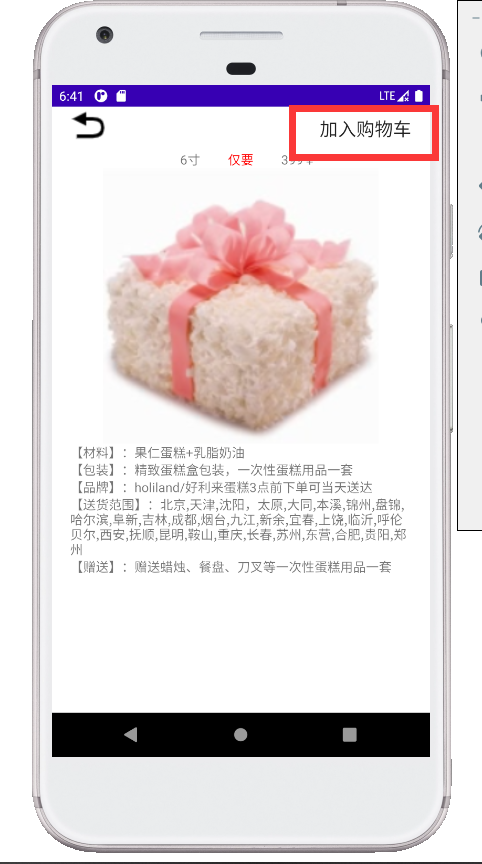 6:41
LTE
加入购物车
6寸 仅要
【材料】：果仁蛋糕+乳脂奶油
【包装】：精致蛋糕盒包装，一次性蛋糕用品一套
【品牌】：holiland/好利来蛋糕3点前下单可当天送达
【送货范围】：北京,天津,沈阳，太原,大同,本溪,锦州,盘锦,
哈尔滨,阜新,吉林,成都,烟台,九江,新余,宜春,上饶,临沂,呼伦
贝尔,西安,抚顺,昆明,鞍山,重庆,长春,苏州,东营,合肥,贵阳,郑
州
【赠送】：赠送蜡烛、餐盘、刀叉等一次性蛋糕用品一套